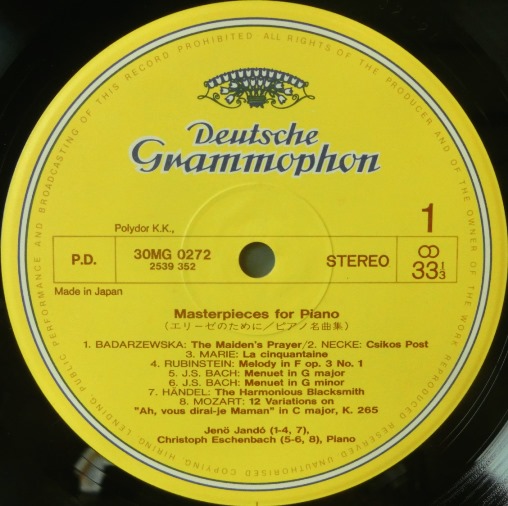 ALL RIGHTS OF THE PRODUCER AND OF THE OWNER OF THE WORK REPRODUCED RESERVED. UNAUTHORISED COPYING, HIRING, LENDING, PUBLIC PERFORMANCE AND BROADCASTING OF THIS RECORD PROHIBITED
Deutsche
Grammophon
Polydor K.K.,
1
P.D.
30MG 0272
2539 352
STEREO
33 1/3
Made in Japan
Masterpieces for Piano
(エリーゼのために/ピアノ名曲集)
1. BADARZEWSKA: The Maiden's Prayer/2. NECKE: Csikos Post
3. MARIE: La cinquantaine
4. RUBINSTEIN: Melody in F op. 3 No. 1
5. J.S. BACH: Menuet in G major
6. J.S. BACH: Menuet in G minor
7. HÄNDEL: The Harmonious Blacksmith
8. MOZART: 12 Variations on
"Ah, vous dirai-je Maman" in C major, K. 265
Jenö Jandó (1-4, 7),
Christoph Eschenbach (5-6, 8), Piano